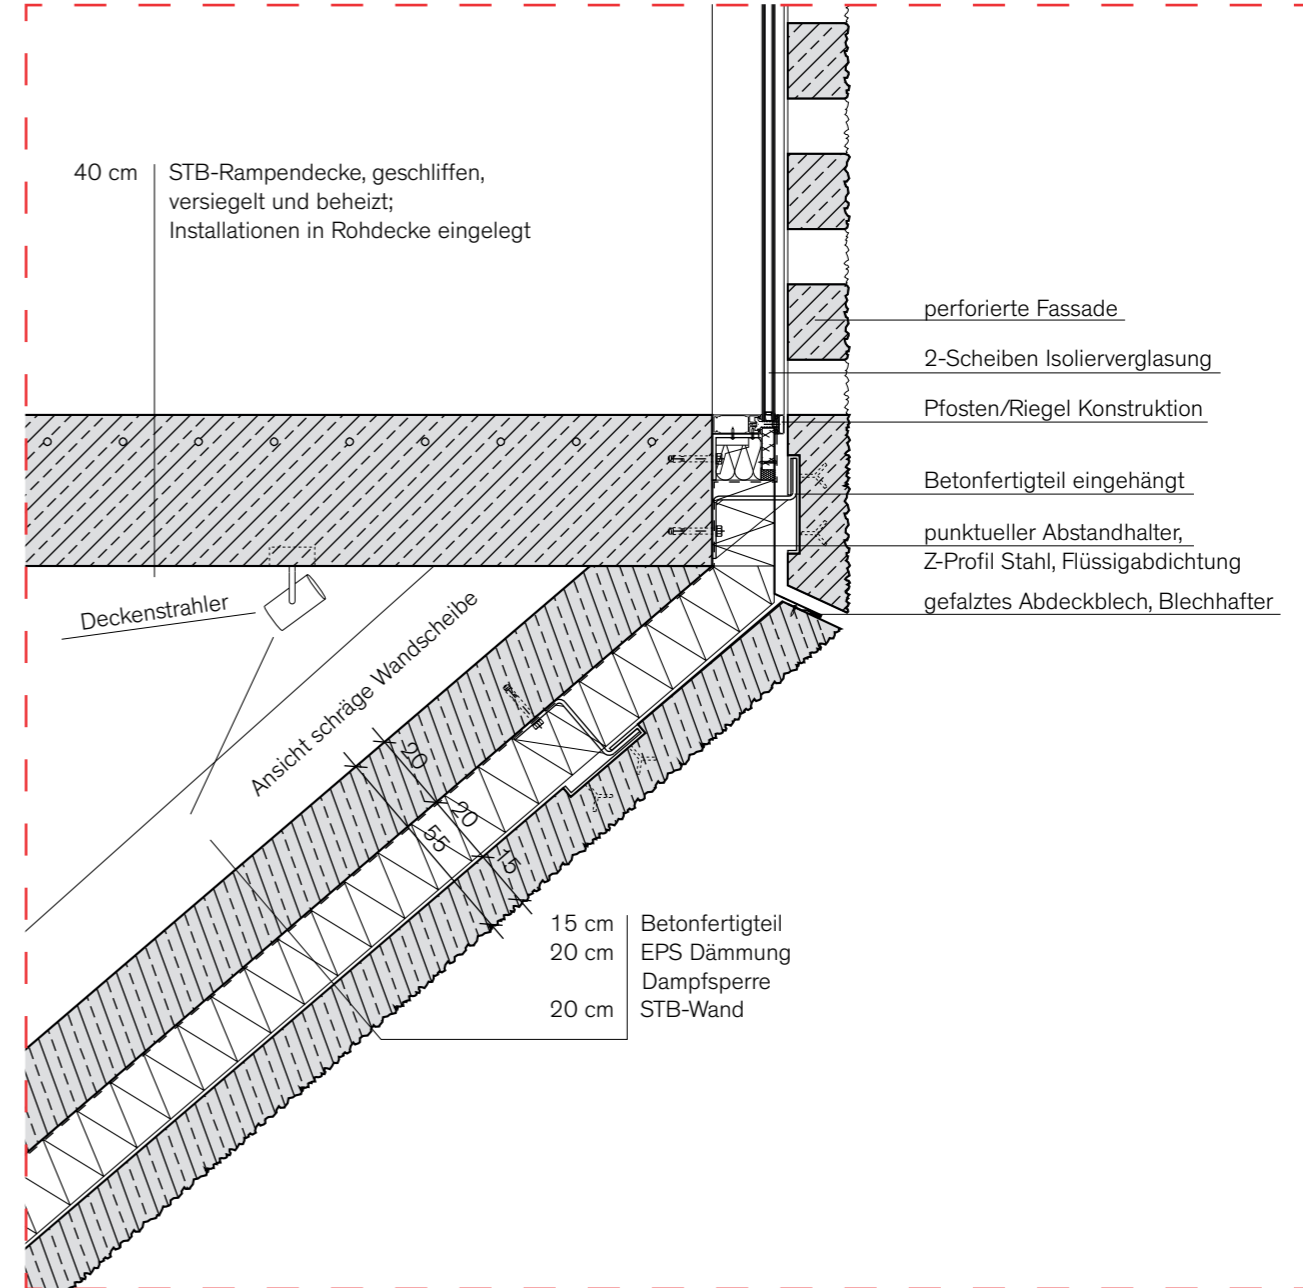 40 cm STB-Rampendecke, geschliffen,
versiegelt und beheizt;
Installationen in Rohdecke eingelegt
perforierte Fassade
2-Scheiben Isolierverglasung
Pfosten/Riegel Konstruktion
Betonfertigteil eingehängt
punktueller Abstandhalter,
Z-Profil Stahl, Flüssigabdichtung
gefalztes Abdeckblech, Blechhafter
Deckenstrahler
Ansicht schräge Wandscheibe
20
20
55
15
15 cm Betonfertigteil
20 cm EPS Dämmung
Dampfsperre
20 cm STB-Wand